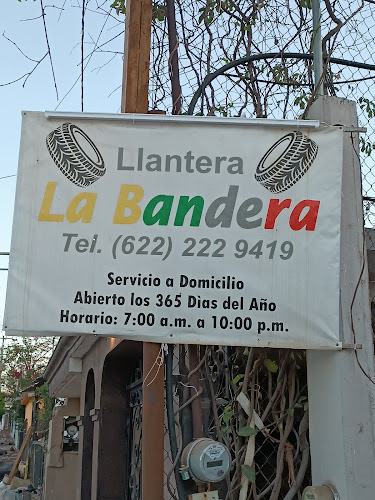 Llantera
La Bandera
Tel. (622) 222 9419
Servicio a Domicilio
Abierto los 365 Dias del Año
Horario: 7:00 a.m. a 10:00 p.m.